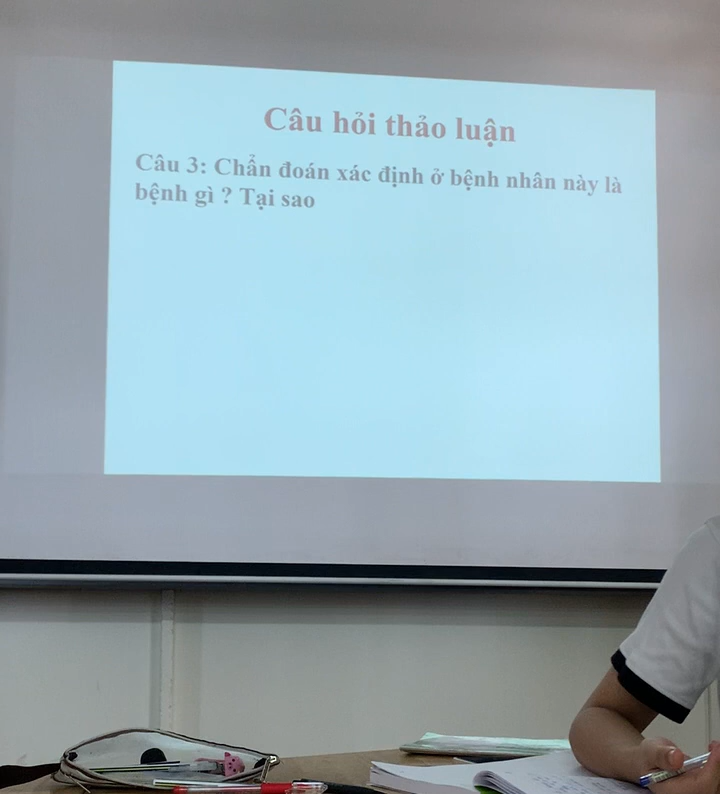 Câu hỏi thảo luận
Câu 3: Chẩn đoán xác định ở bệnh nhân này là
bệnh gì ? Tại sao